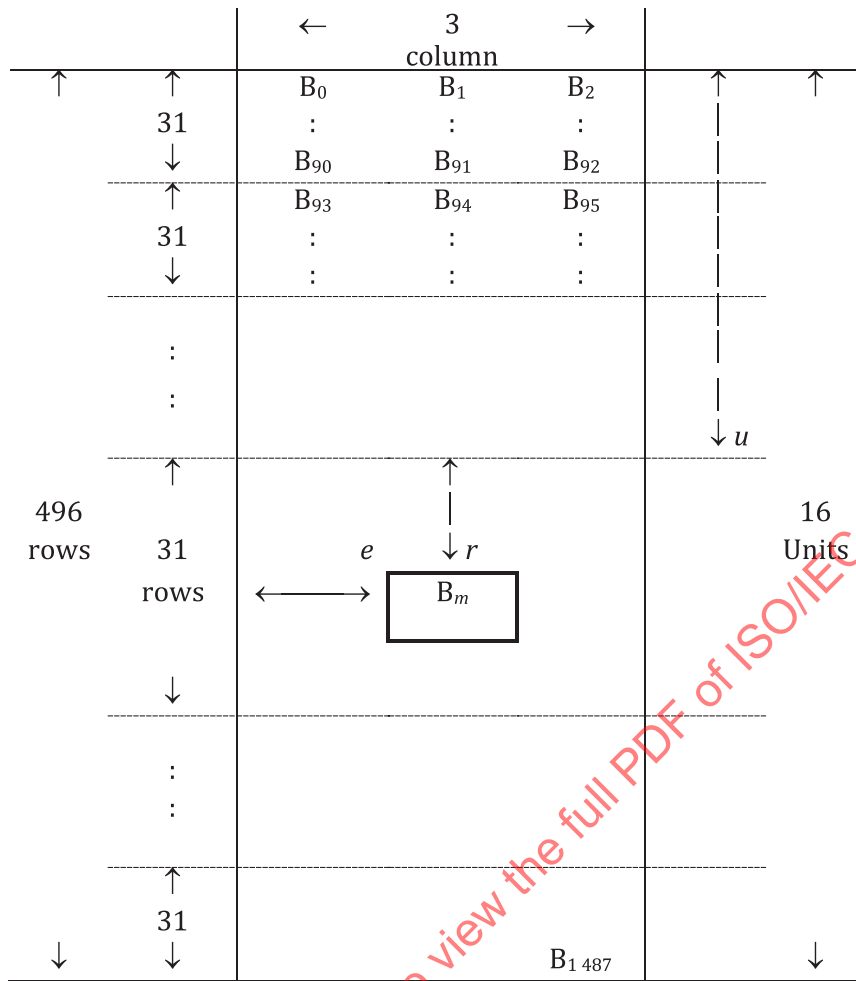 ← 3 →
column
↑ ↑ B₀ B₁ B₂ ↑ ↑
31 : : :
↓ B₉₀ B₉₁ B₉₂
↑ B₉₃ B₉₄ B₉₅
31 : : :
↓ : : :
:
:
↓ u
↑ ↑
496 16
rows 31 e ↓ r Units
rows ←→ Bₘ
↓
:
:
↑
31
↓ ↓ B₁ ₄₈₇ ↓
view the full PDF of ISO/IEC